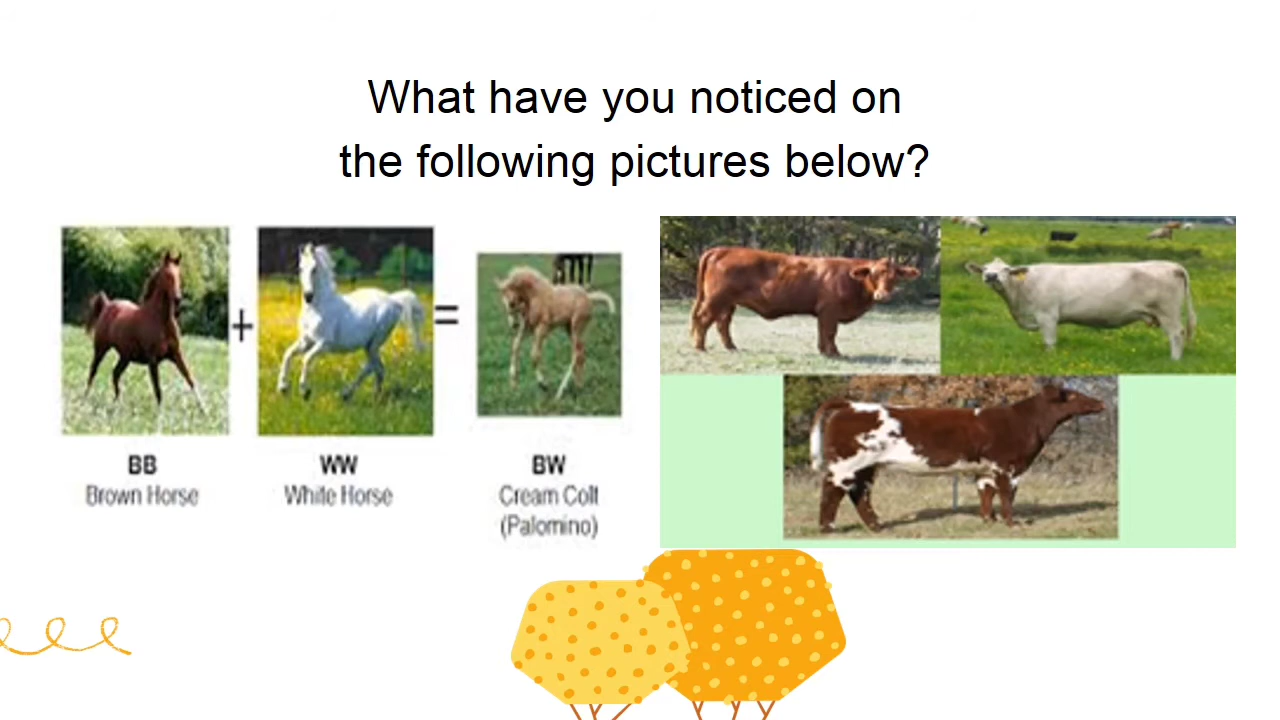 What have you noticed on
the following pictures below?
+
=
BB
Brown Horse
WW
White Horse
BW
Cream Colt
(Palomino)